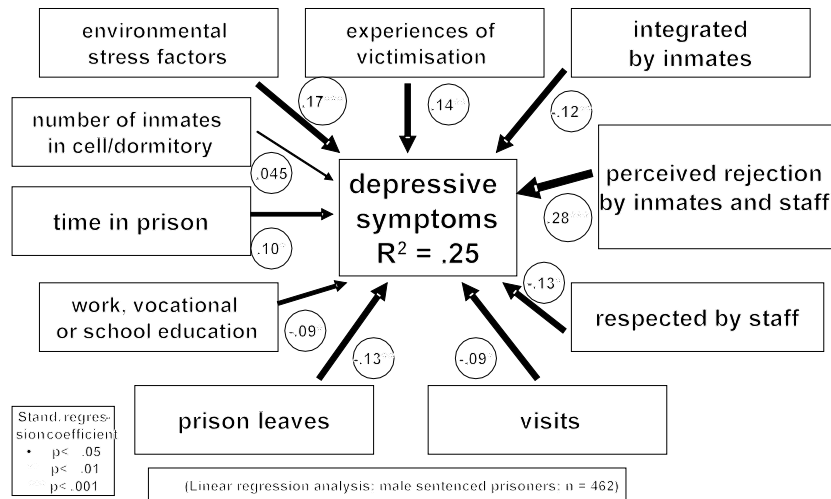 environmental
stress factors
experiences of
victimisation
integrated
by inmates
.17
.14
-.12
number of inmates
in cell/dormitory
.045
perceived rejection
by inmates and staff
.28
depressive
symptoms
R² = .25
time in prison
.10
work, vocational
or school education
-.09
-.13
respected by staff
-.13
-.09
prison leaves
visits
Stand. regres-
sion coefficient
• p< .05
p< .01
p<.001
(Linear regression analysis: male sentenced prisoners: n = 462)